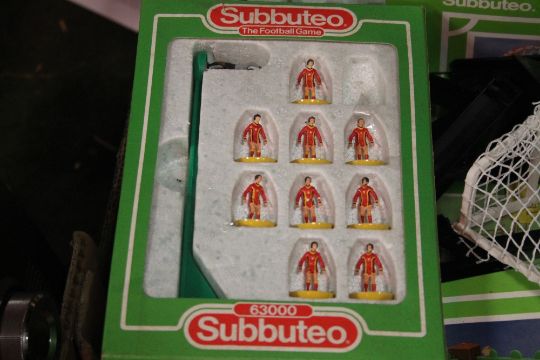 Subbuteo
The Football Game
Subbuteo.
63000
Subbuteo